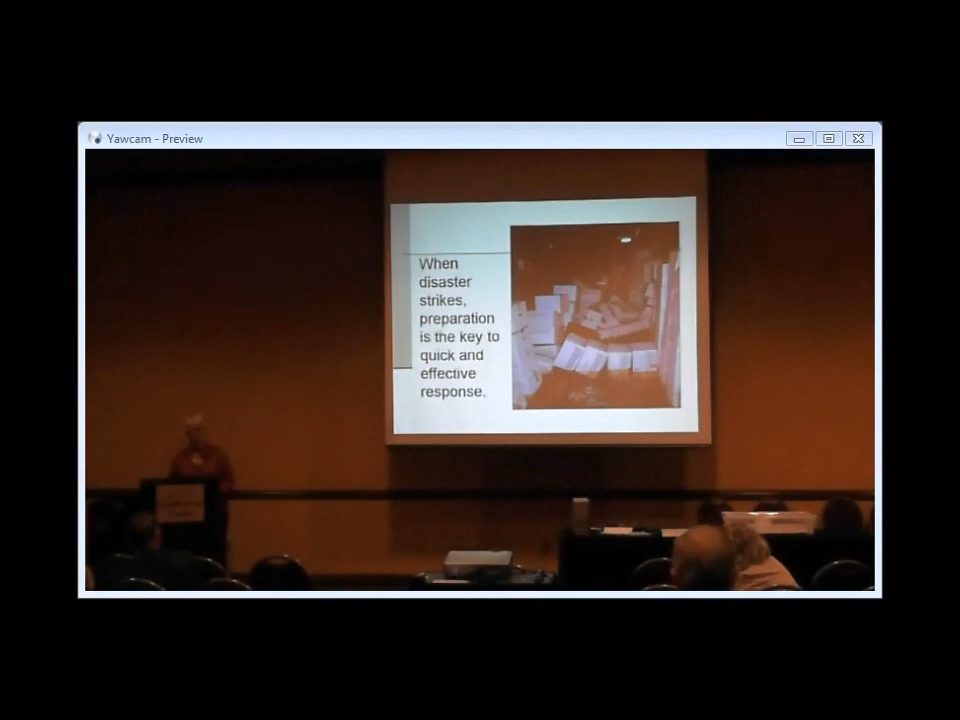 Yawcam - Preview
When
disaster
strikes,
preparation
is the key to
quick and
effective
response.